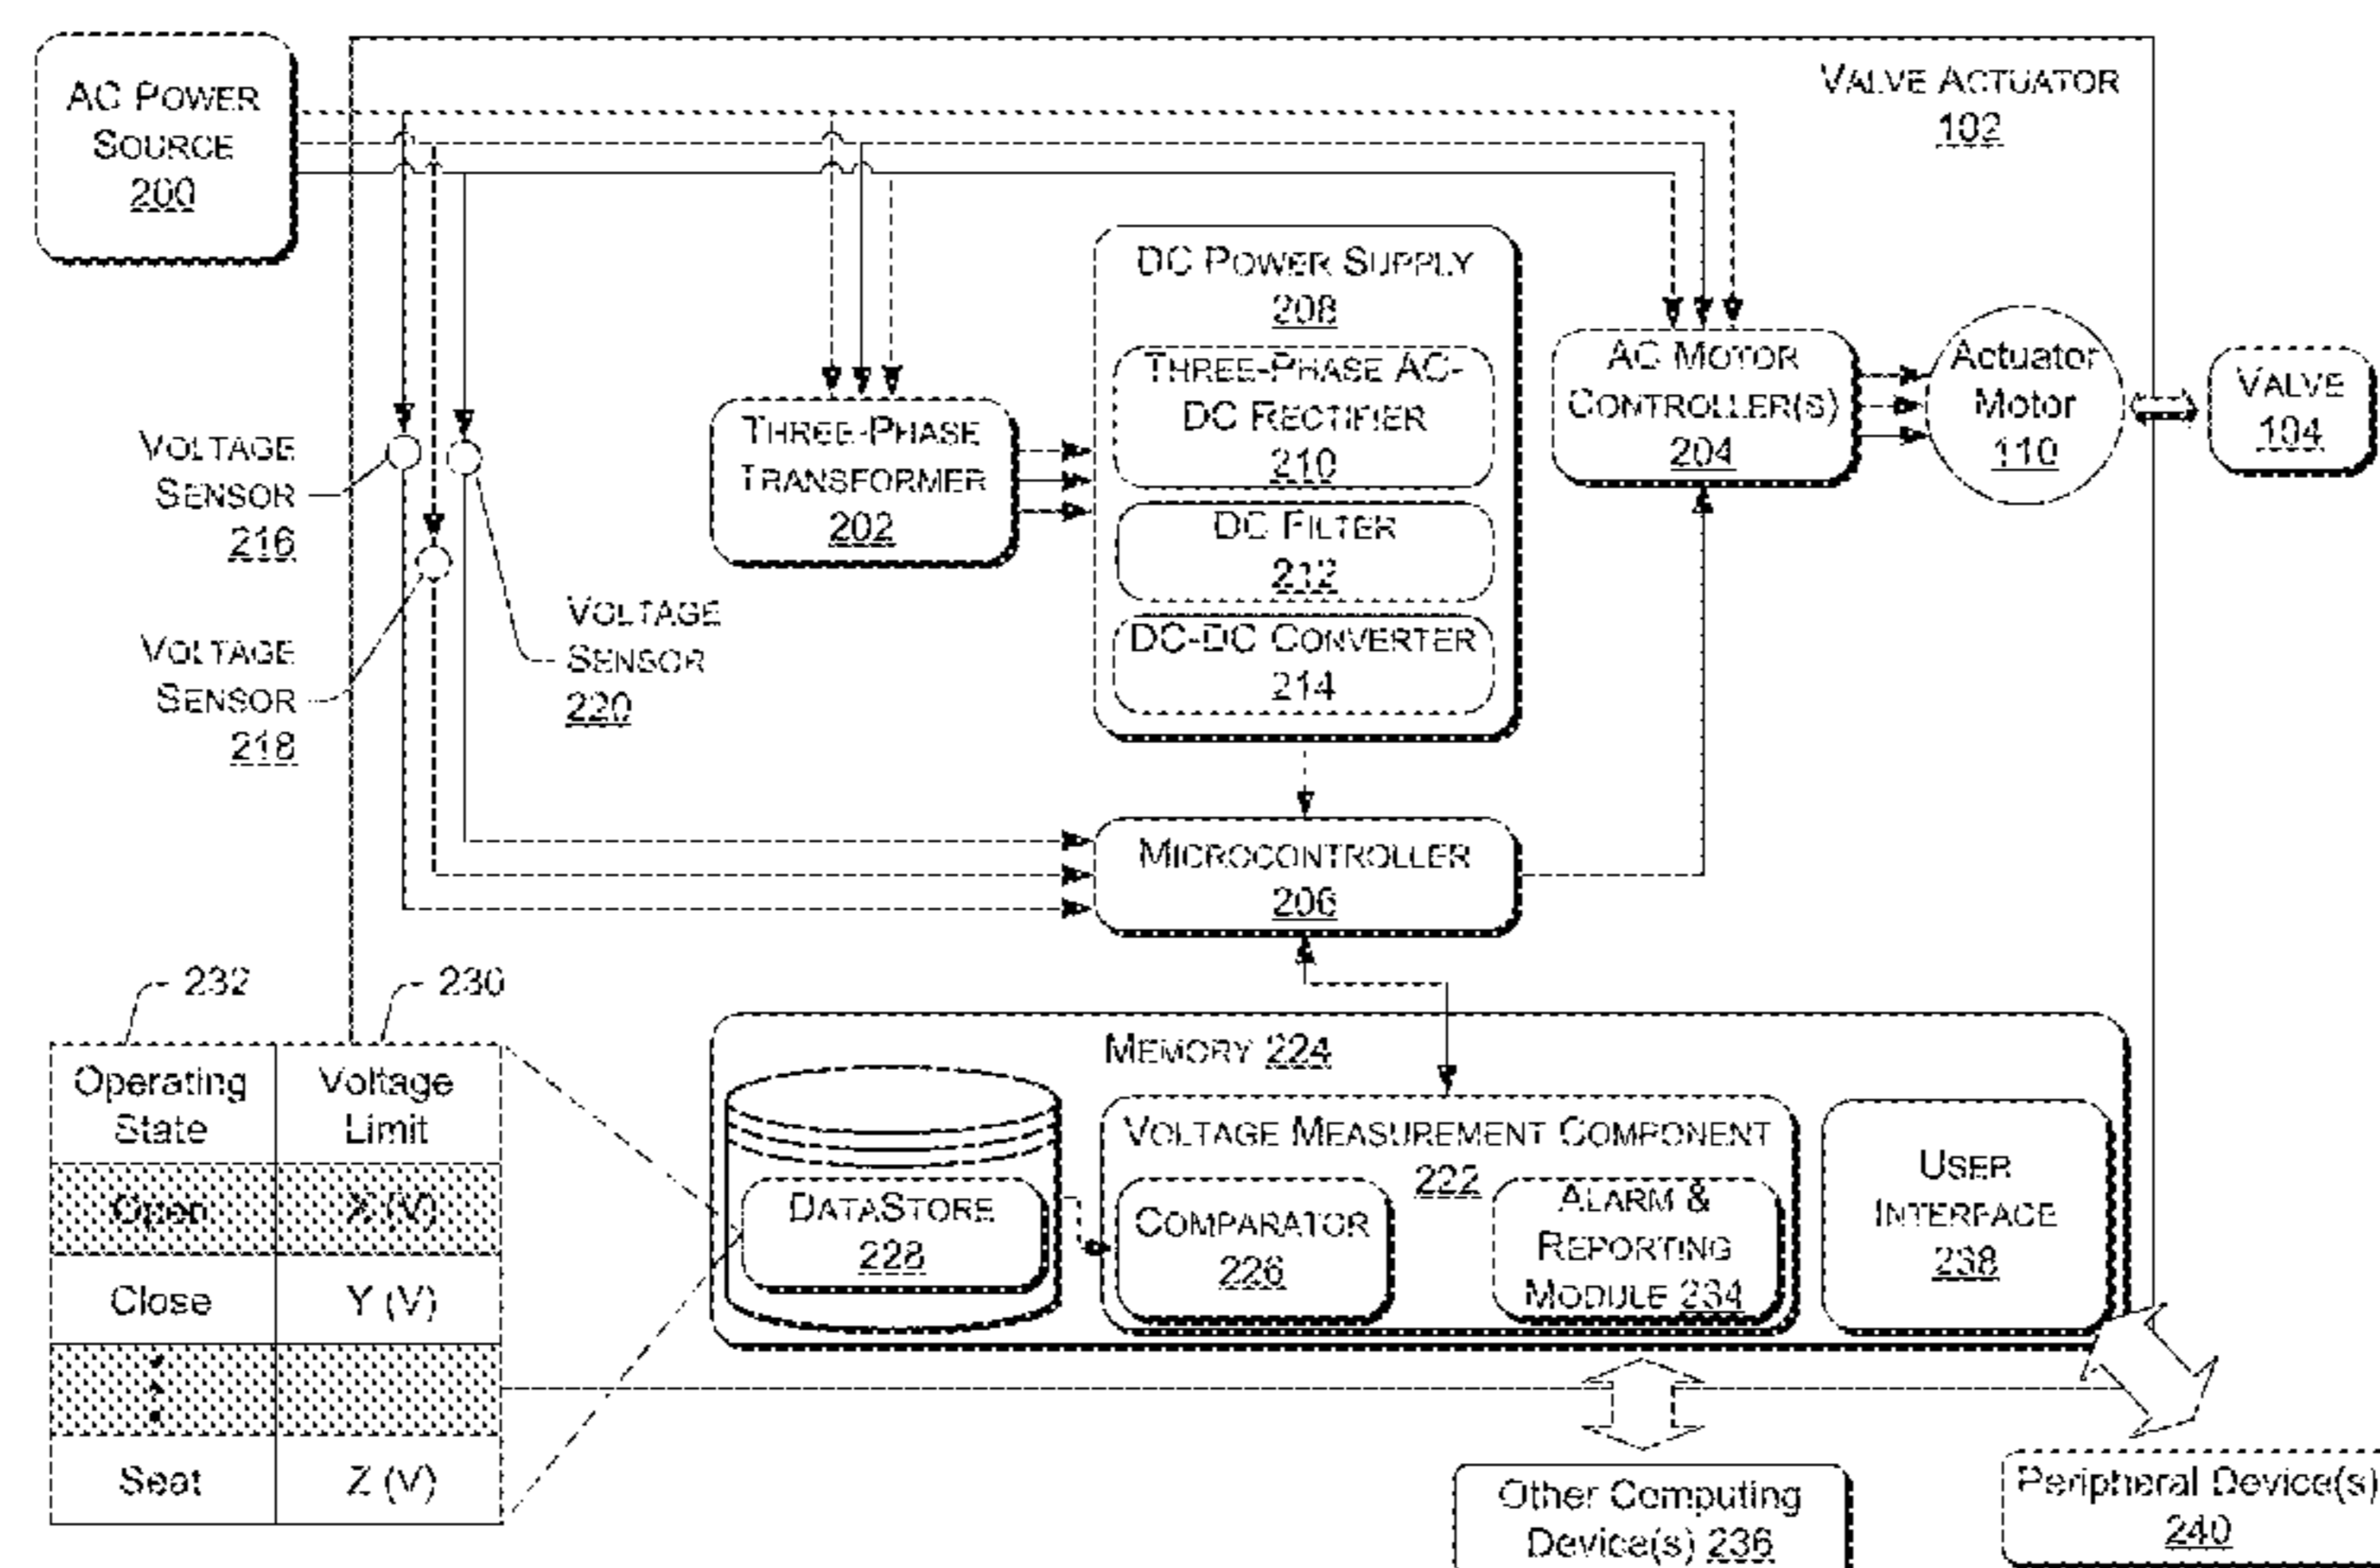 AC POWER
SOURCE
200
VALVE ACTUATOR
102
DC POWER SUPPLY
208
THREE-PHASE AC-
DC RECTIFIER
210
DC FILTER
212
DC-DC CONVERTER
214
AC MOTOR
CONTROLLER(S)
204
Actuator
Motor
110
VALVE
104
THREE-PHASE
TRANSFORMER
202
VOLTAGE
SENSOR
216
VOLTAGE
SENSOR
218
VOLTAGE
SENSOR
220
MICROCONTROLLER
206
232
230
Operating
State
Voltage
Limit
Open
X (V)
Close
Y (V)
Seat
Z (V)
MEMORY 224
DATASTORE
228
VOLTAGE MEASUREMENT COMPONENT
222
COMPARATOR
226
ALARM &
REPORTING
MODULE 234
USER
INTERFACE
238
Other Computing
Device(s) 236
Peripheral Device(s)
240